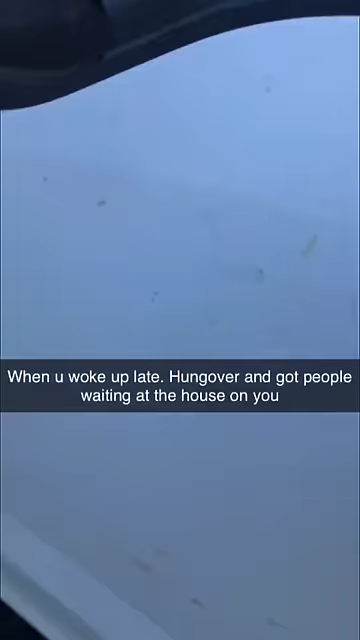 When u woke up late. Hungover and got people
waiting at the house on you